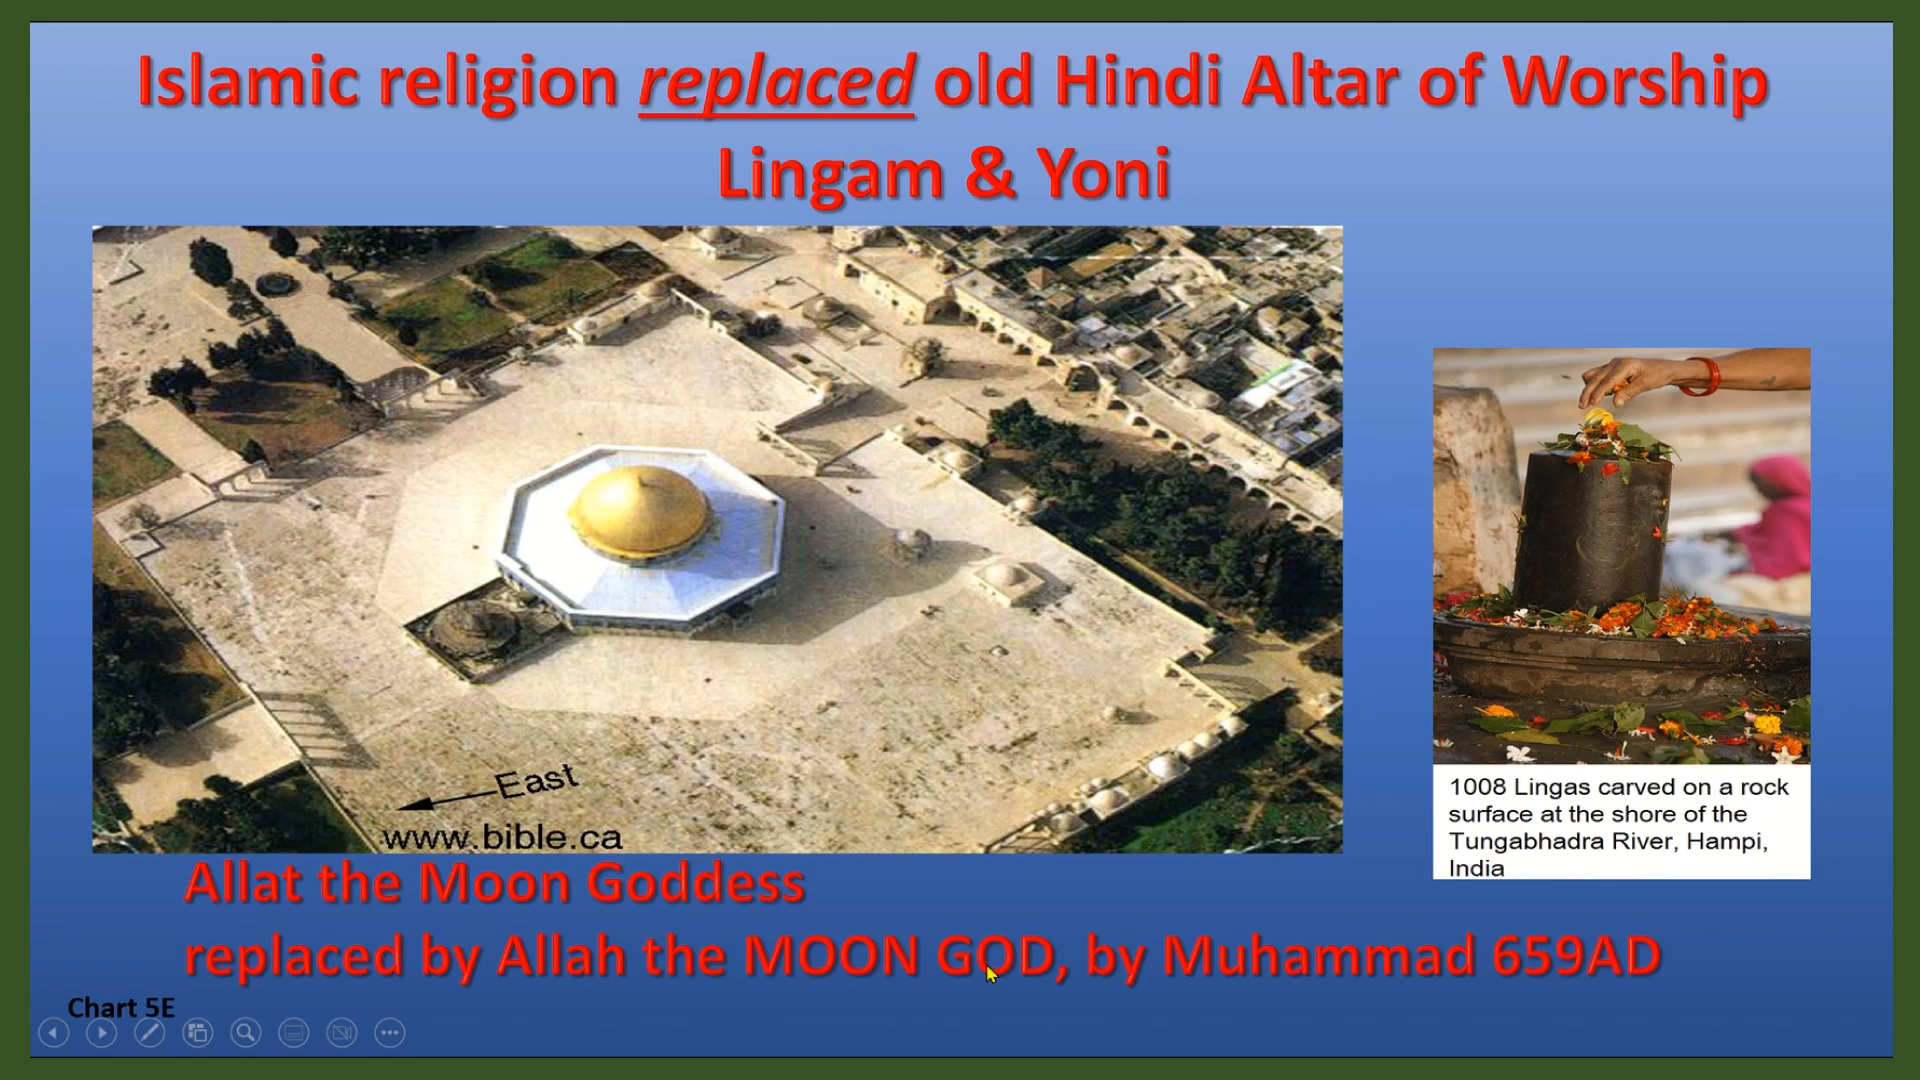 Islamic religion replaced old Hindi Altar of Worship
Lingam & Yoni
East
www.bible.ca
1008 Lingas carved on a rock
surface at the shore of the
Tungabhadra River, Hampi,
India
Allat the Moon Goddess
replaced by Allah the MOON GOD, by Muhammad 659AD
Chart 5E